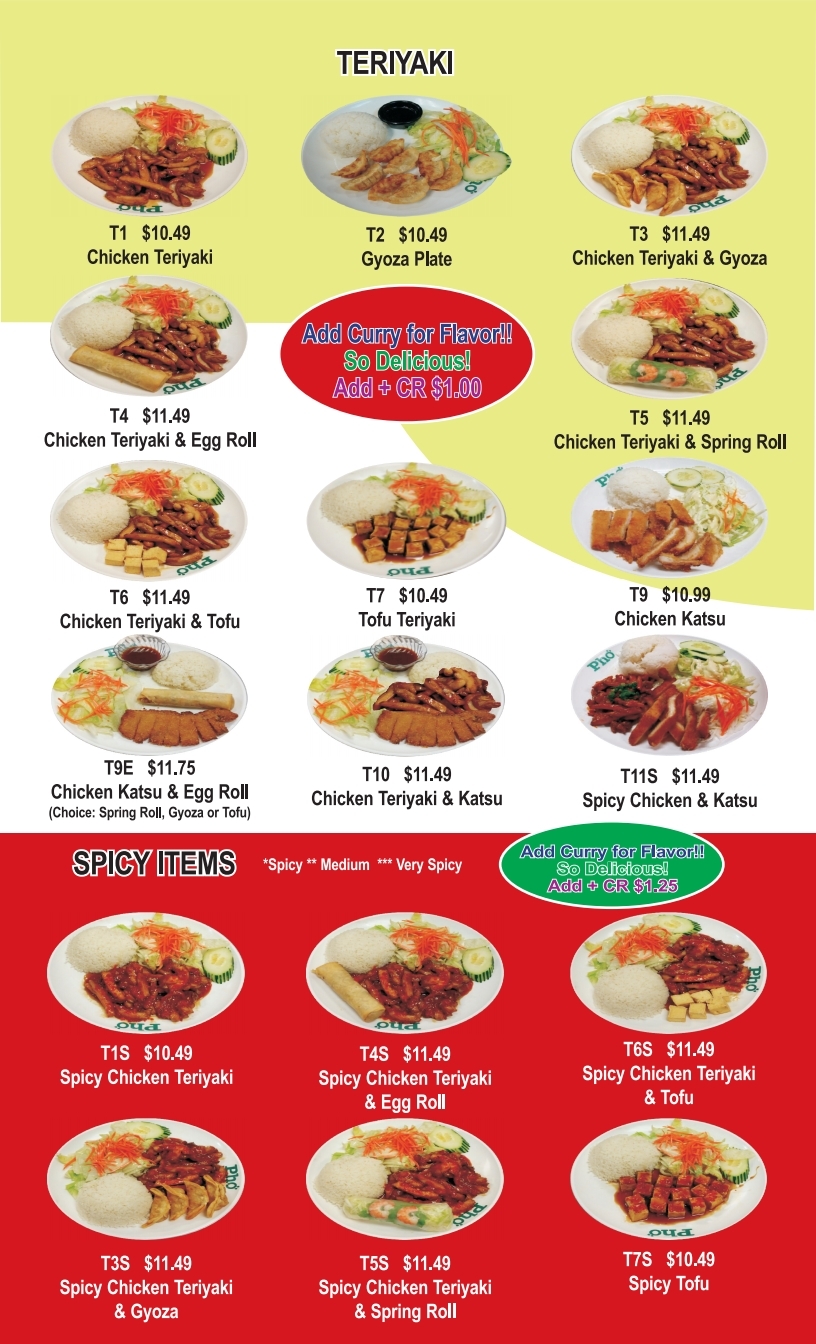 TERIYAKI
T1 $10.49
Chicken Teriyaki
T2 $10.49
Gyoza Plate
T3 $11.49
Chicken Teriyaki & Gyoza
Add Curry for Flavor!!
So Delicious!
Add + CR $1.00
T4 $11.49
Chicken Teriyaki & Egg Roll
T5 $11.49
Chicken Teriyaki & Spring Roll
T6 $11.49
Chicken Teriyaki & Tofu
T7 $10.49
Tofu Teriyaki
T9 $10.99
Chicken Katsu
T9E $11.75
Chicken Katsu & Egg Roll
(Choice: Spring Roll, Gyoza or Tofu)
T10 $11.49
Chicken Teriyaki & Katsu
T11S $11.49
Spicy Chicken & Katsu
SPICY ITEMS
*Spicy ** Medium *** Very Spicy
Add Curry for Flavor!!
So Delicious!
Add + CR $1.25
T1S $10.49
Spicy Chicken Teriyaki
T4S $11.49
Spicy Chicken Teriyaki
& Egg Roll
T6S $11.49
Spicy Chicken Teriyaki
& Tofu
T3S $11.49
Spicy Chicken Teriyaki
& Gyoza
T5S $11.49
Spicy Chicken Teriyaki
& Spring Roll
T7S $10.49
Spicy Tofu